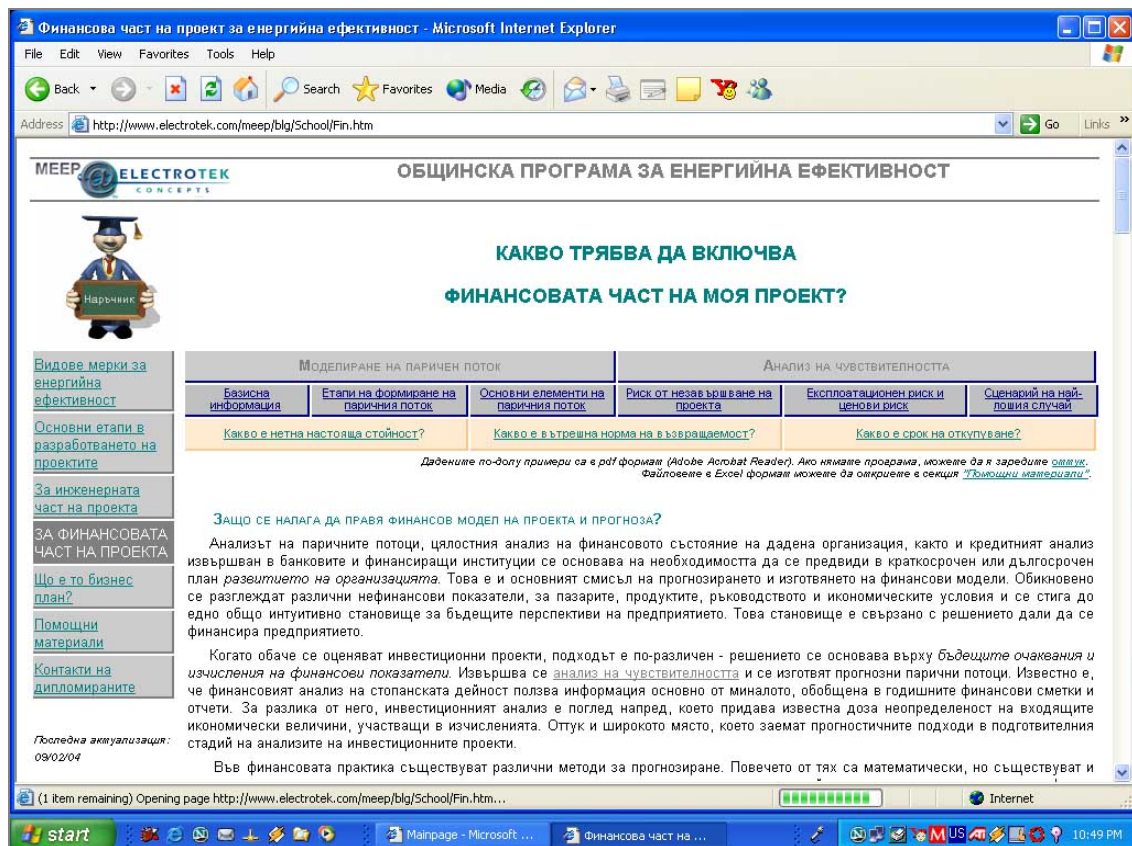 Финансова част на проект за енергийна ефективност - Microsoft Internet Explorer
File Edit View Favorites Tools Help
Back Search Favorites Media
Address http://www.electrotek.com/meep/blg/School/Fin.htm Go Links »
MEEP ELECTROTEK
CONCEPTS
ОБЩИНСКА ПРОГРАМА ЗА ЕНЕРГИЙНА ЕФЕКТИВНОСТ
Наръчник
КАКВО ТРЯБВА ДА ВКЛЮЧВА
ФИНАНСОВАТА ЧАСТ НА МОЯ ПРОЕКТ?
Видове мерки за
енергийна
ефективност
Основни етапи в
разработването на
проектите
За инженерната
част на проекта
ЗА ФИНАНСОВАТА
ЧАСТ НА ПРОЕКТА
Що е то бизнес
план?
Помощни
материали
Контакти на
дипломираните
Последна актуализация:
09/02/04
МОДЕЛИРАНЕ НА ПАРИЧЕН ПОТОК
АНАЛИЗ НА ЧУВСТВИТЕЛНОСТТА
Базисна
информация
Етапи на формиране на
паричния поток
Основни елементи на
паричния поток
Риск от незавършване на
проекта
Експлоатационен риск и
ценови риск
Сценарий на най-
лошия случай
Какво е нетна настояща стойност?
Какво е вътрешна норма на възвращаемост?
Какво е срок на откупуване?
Дадените по-долу примери са в pdf формат (Adobe Acrobat Reader). Ако нямате програма, можете да я заредите оттук.
Файловете в Excel формат можете да откриете в секция "Помощни материали".
ЗАЩО СЕ НАЛАГА ДА ПРАВЯ ФИНАНСОВ МОДЕЛ НА ПРОЕКТА И ПРОГНОЗА?
Анализът на паричните потоци, цялостния анализ на финансовото състояние на дадена организация, както и кредитният анализ
извършван в банковите и финансиращи институции се основава на необходимостта да се предвиди в краткосрочен или дългосрочен
план развитието на организацията. Това е и основният смисъл на прогнозирането и изготвянето на финансови модели. Обикновено
се разглеждат различни нефинансови показатели, за пазарите, продуктите, ръководството и икономическите условия и се стига до
едно общо интуитивно становище за бъдещите перспективи на предприятието. Това становище е свързано с решението дали да се
финансира предприятието.
Когато обаче се оценяват инвестиционни проекти, подходът е по-различен - решението се основава върху бъдещите очаквания и
изчисления на финансови показатели. Извършва се анализ на чувствителността и се изготвят прогнозни парични потоци. Известно е,
че финансовият анализ на стопанската дейност ползва информация основно от миналото, обобщена в годишните финансови сметки и
отчети. За разлика от него, инвестиционният анализ е поглед напред, което придава известна доза неопределеност на входящите
икономически величини, участващи в изчисленията. Оттук и широкото място, което заемат прогностичните подходи в подготвителния
стадий на анализите на инвестиционните проекти.
Във финансовата практика съществуват различни методи за прогнозиране. Повечето от тях са математически, но съществуват и
(1 item remaining) Opening page http://www.electrotek.com/meep/blg/School/Fin.htm... Internet
start Mainpage - Microsoft ... Финансова част на ... US 10:49 PM